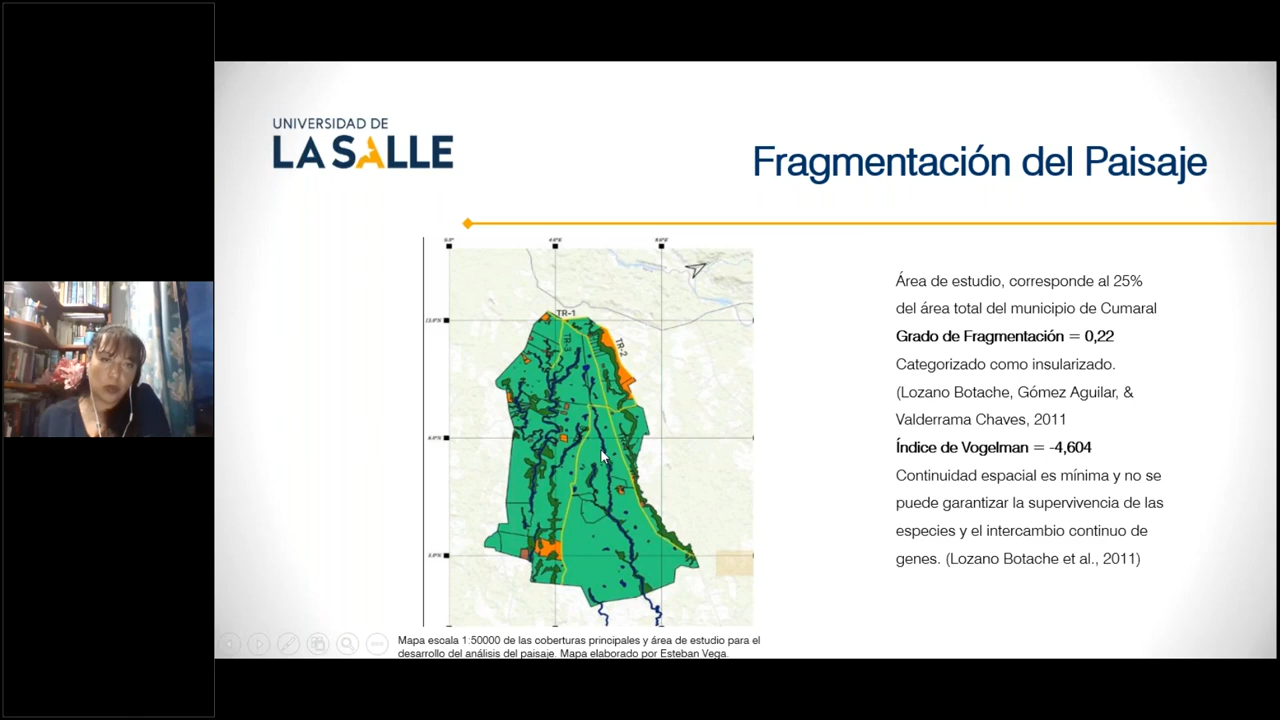 UNIVERSIDAD DE
LA SALLE
Fragmentación del Paisaje
TR-1
TR-3
TR-2
Área de estudio, corresponde al 25%
del área total del municipio de Cumaral
Grado de Fragmentación = 0,22
Categorizado como insularizado.
(Lozano Botache, Gómez Aguilar, &
Valderrama Chaves, 2011
Índice de Vogelman = -4,604
Continuidad espacial es mínima y no se
puede garantizar la supervivencia de las
especies y el intercambio continuo de
genes. (Lozano Botache et al., 2011)
Mapa escala 1:50000 de las coberturas principales y área de estudio para el
desarrollo del análisis del paisaje. Mapa elaborado por Esteban Vega.